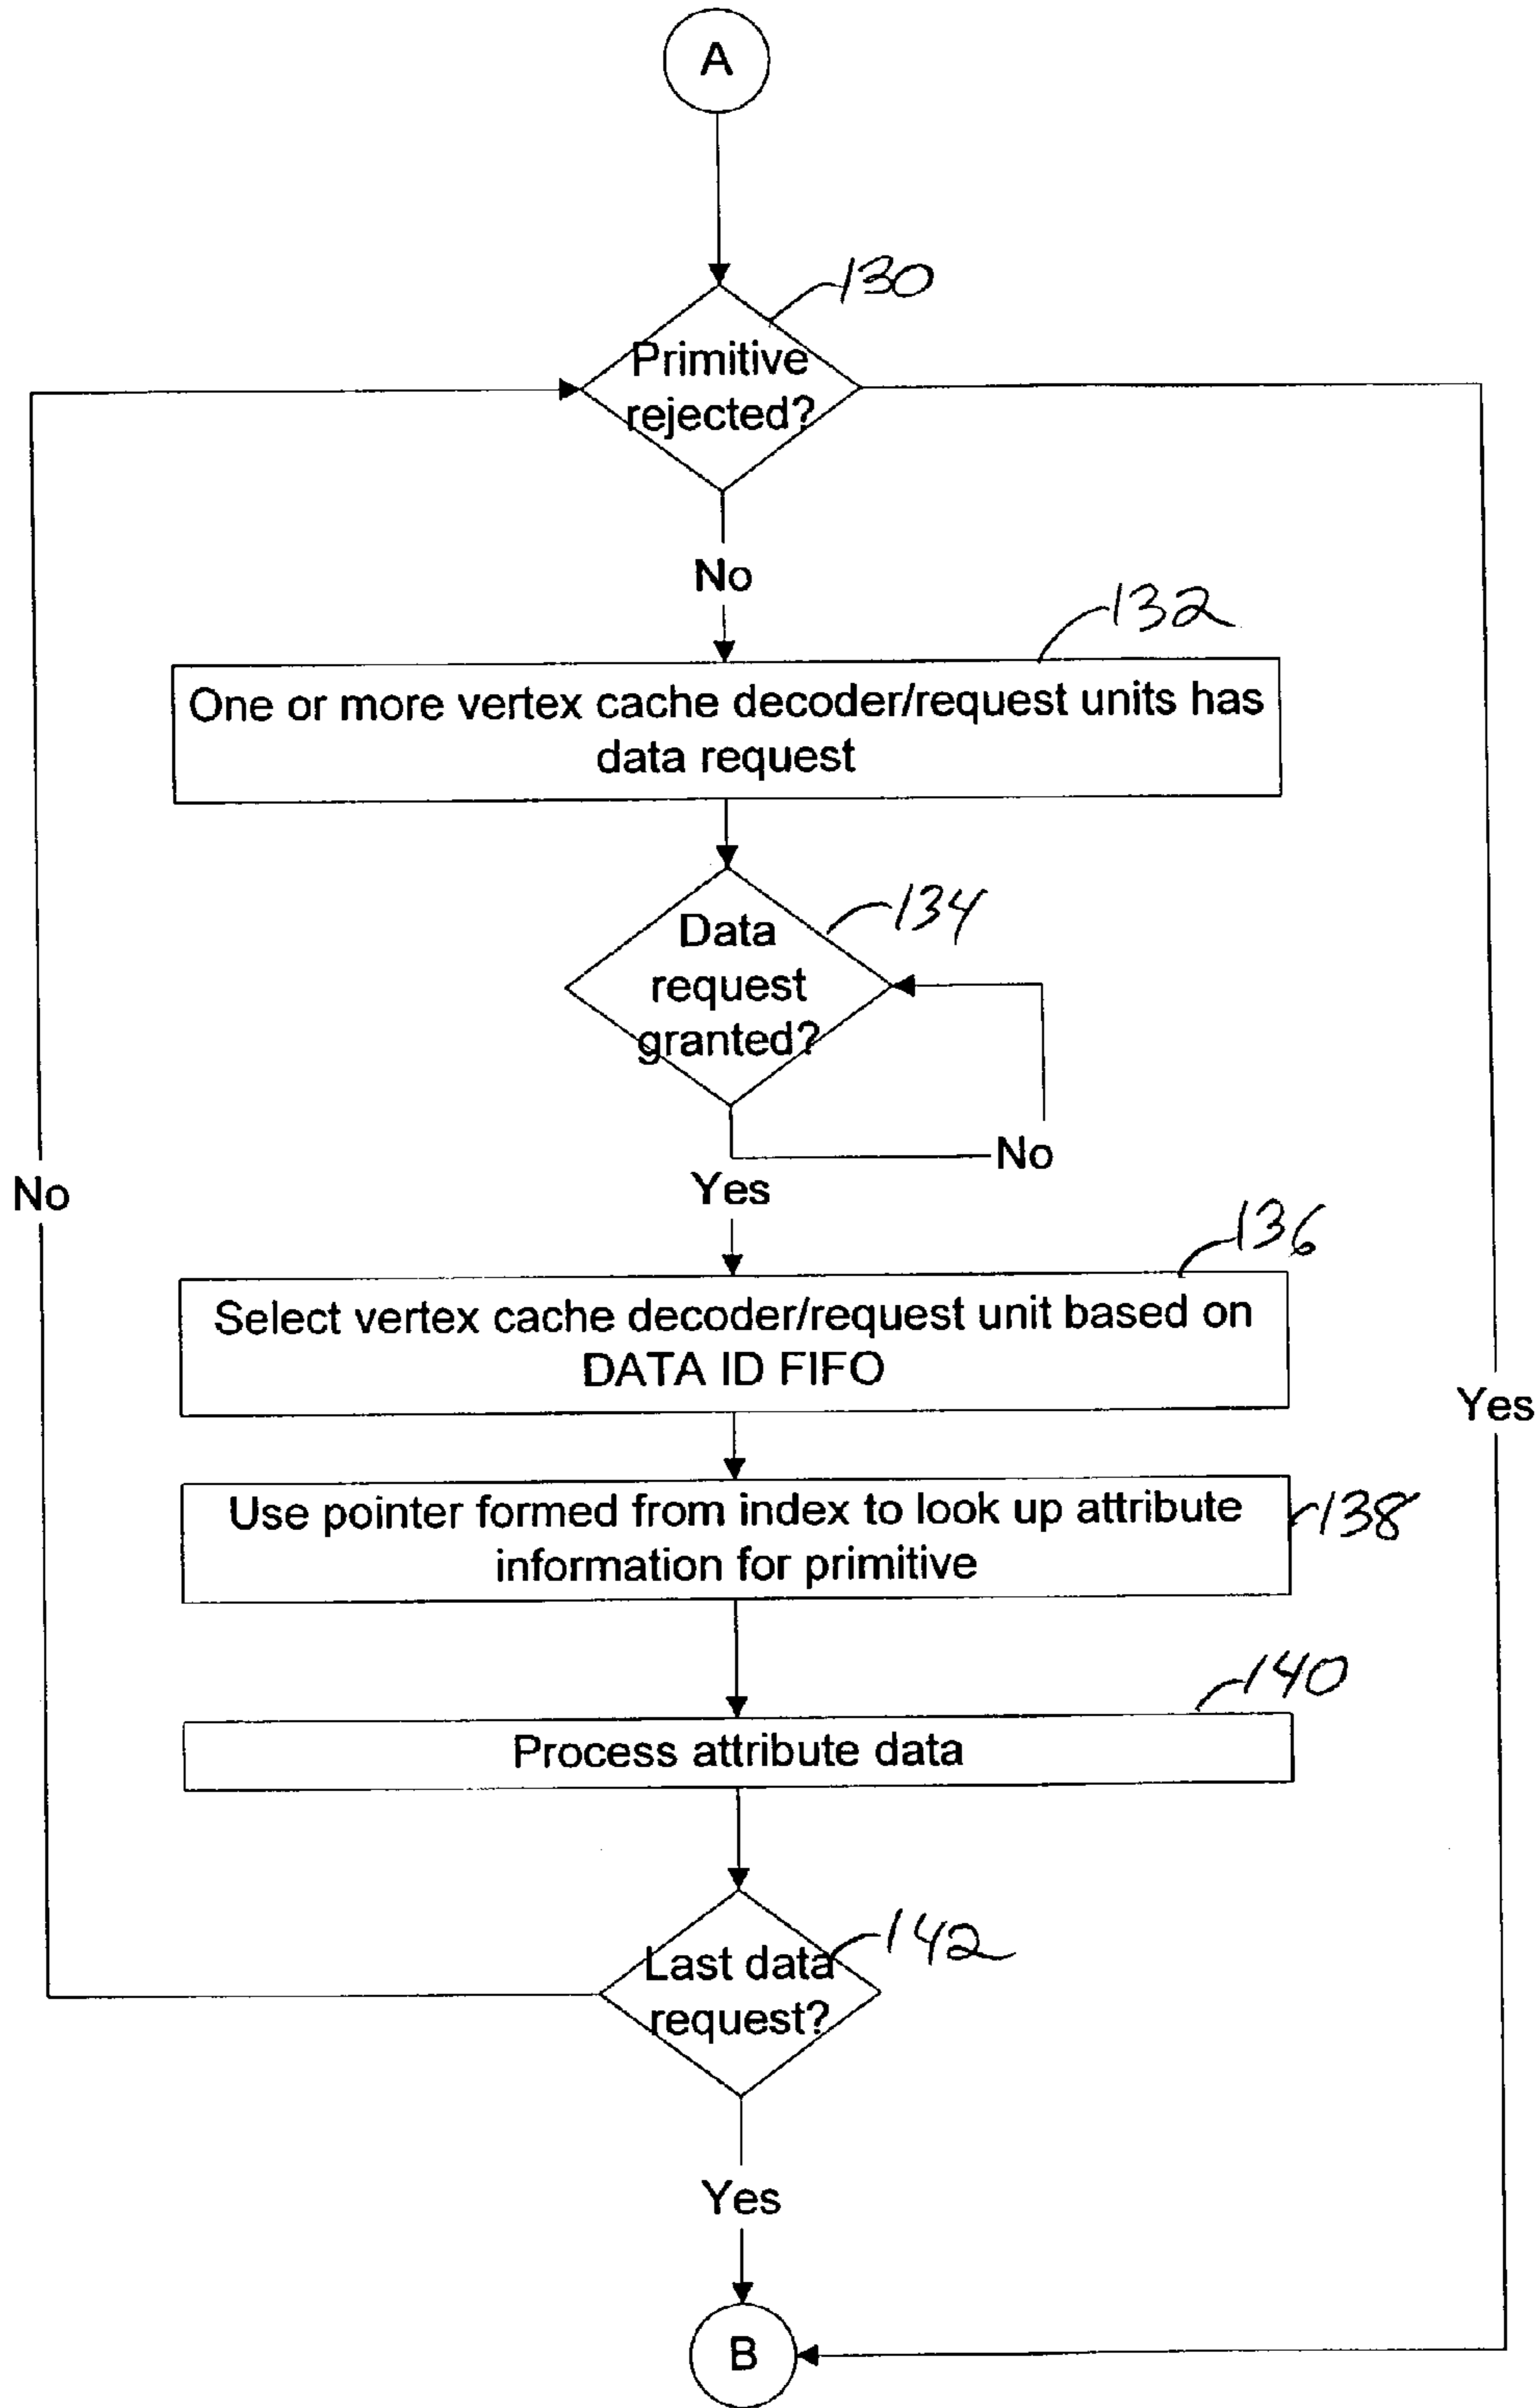 A
130
Primitive
rejected?
No
132
One or more vertex cache decoder/request units has
data request
134
Data
request
granted?
No
Yes
No
136
Select vertex cache decoder/request unit based on
DATA ID FIFO
Yes
Use pointer formed from index to look up attribute
information for primitive
138
140
Process attribute data
142
Last data
request?
Yes
B